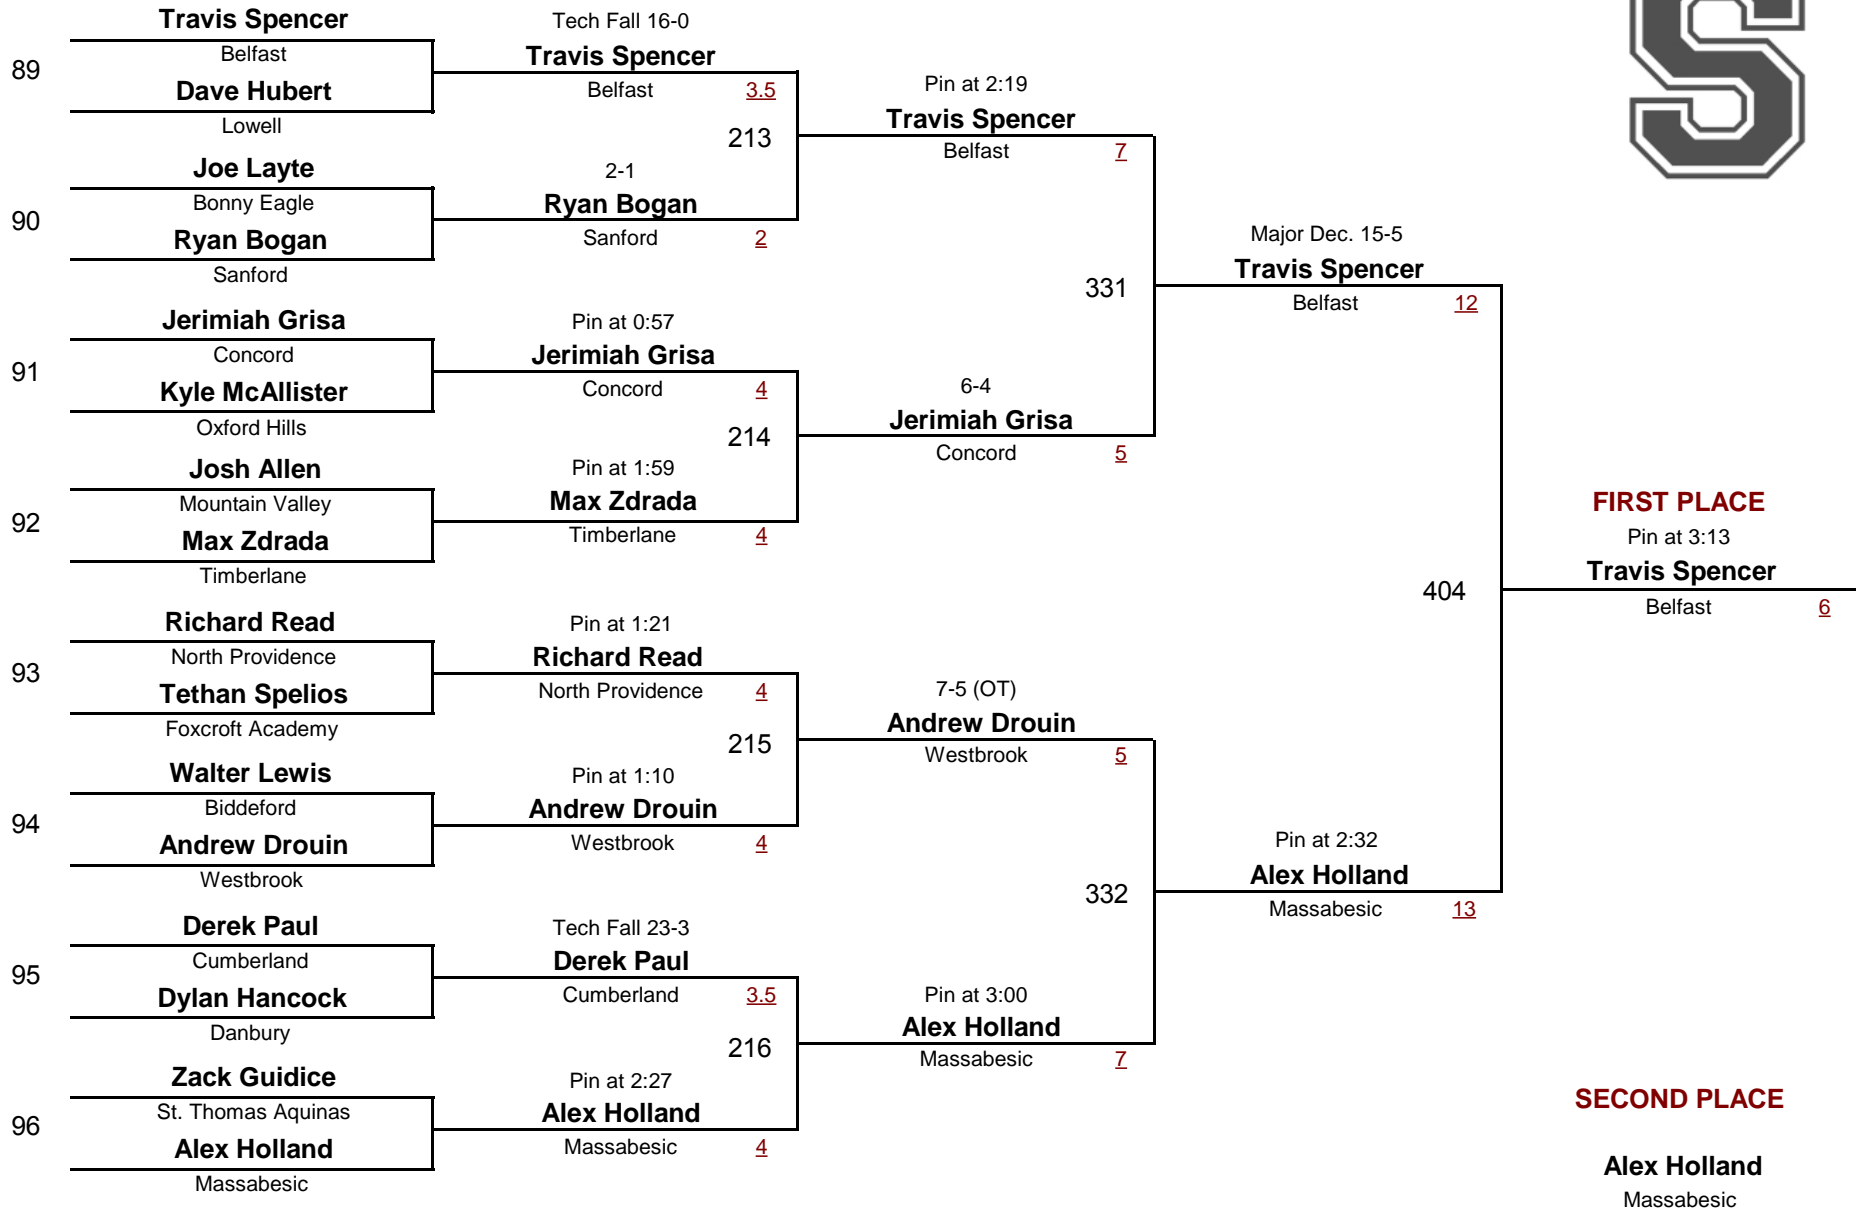 Travis Spencer
Belfast
89
Dave Hubert
Lowell
Joe Layte
Bonny Eagle
90
Ryan Bogan
Sanford
Jerimiah Grisa
Concord
91
Kyle McAllister
Oxford Hills
Josh Allen
Mountain Valley
92
Max Zdrada
Timberlane
Richard Read
North Providence
93
Tethan Spelios
Foxcroft Academy
Walter Lewis
Biddeford
94
Andrew Drouin
Westbrook
Derek Paul
Cumberland
95
Dylan Hancock
Danbury
Zack Guidice
St. Thomas Aquinas
96
Alex Holland
Massabesic
Tech Fall 16-0
Travis Spencer
Belfast 3.5
213
2-1
Ryan Bogan
Sanford 2
Pin at 0:57
Jerimiah Grisa
Concord 4
214
Pin at 1:59
Max Zdrada
Timberlane 4
Pin at 1:21
Richard Read
North Providence 4
215
Pin at 1:10
Andrew Drouin
Westbrook 4
Tech Fall 23-3
Derek Paul
Cumberland 3.5
216
Pin at 2:27
Alex Holland
Massabesic 4
Pin at 2:19
Travis Spencer
Belfast 7
331
6-4
Jerimiah Grisa
Concord 5
7-5 (OT)
Andrew Drouin
Westbrook 5
332
Pin at 3:00
Alex Holland
Massabesic 7
Major Dec. 15-5
Travis Spencer
Belfast 12
404
Pin at 2:32
Alex Holland
Massabesic 13
S
FIRST PLACE
Pin at 3:13
Travis Spencer
Belfast 6
SECOND PLACE
Alex Holland
Massabesic